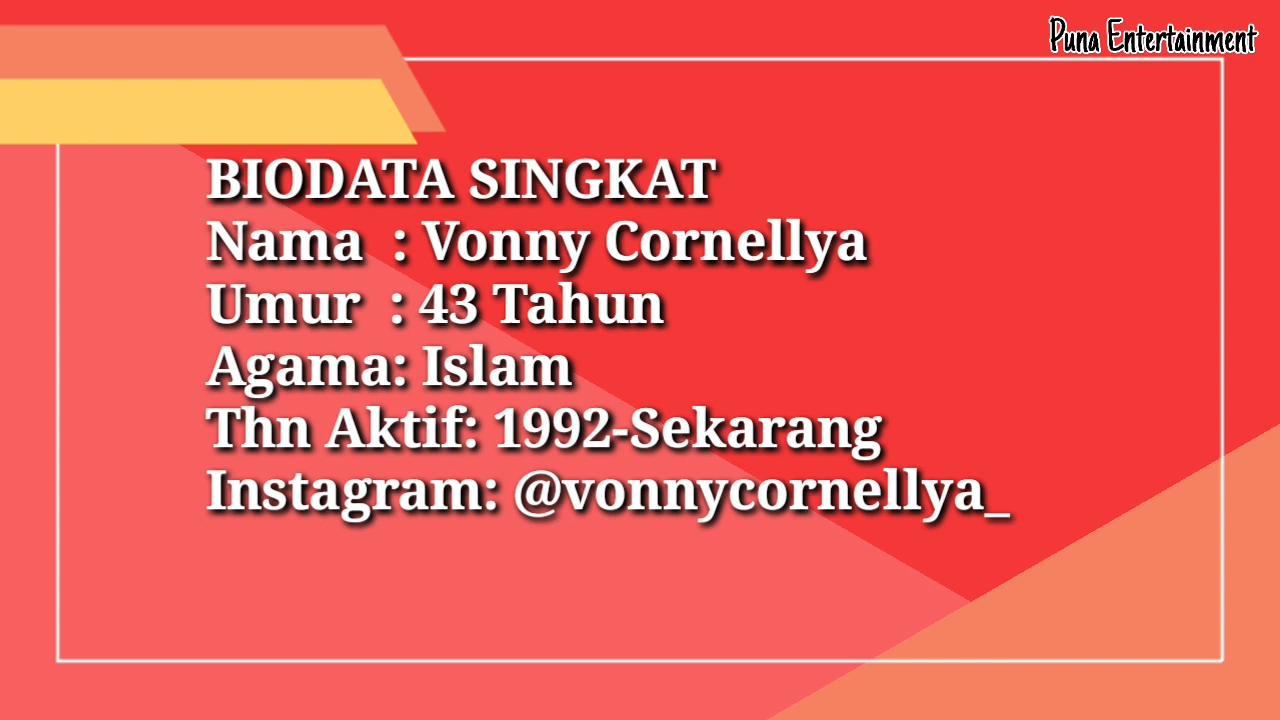 Puna Entertainment
BIODATA SINGKAT
Nama : Vonny Cornellya
Umur : 43 Tahun
Agama: Islam
Thn Aktif: 1992-Sekarang
Instagram: @vonnycornellya_